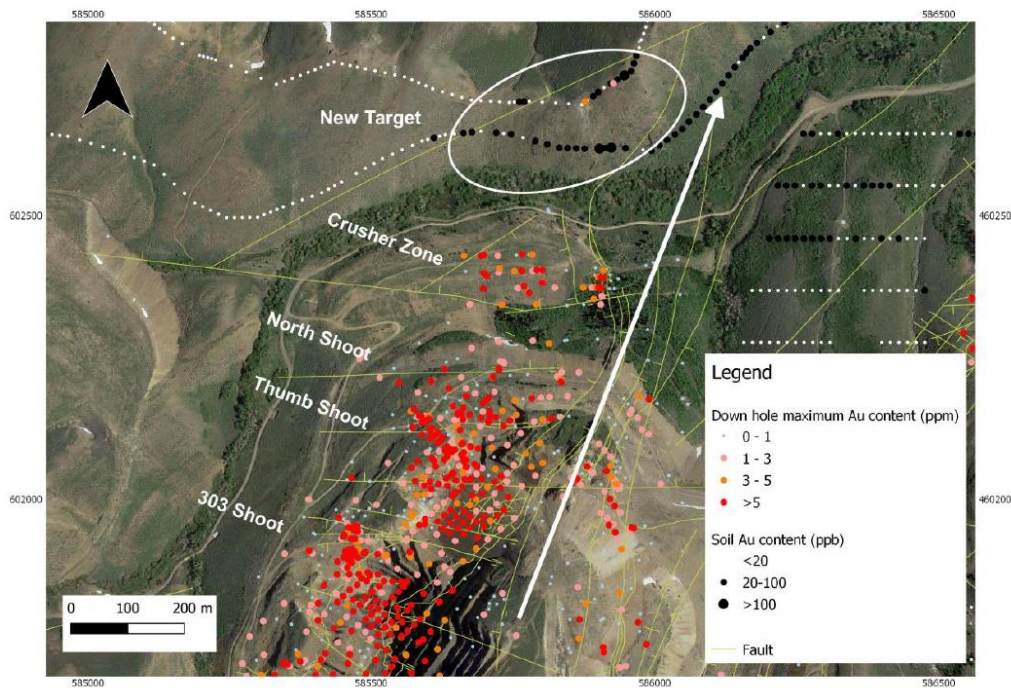 585000 585500 586000 586500
New Target
602500 460250
Crusher Zone
North Shoot
Thumb Shoot
303 Shoot
602000 460200
Legend
Down hole maximum Au content (ppm)
0 - 1
1 - 3
3 - 5
>5
Soil Au content (ppb)
<20
20-100
>100
Fault
0 100 200 m
585000 585500 586000 586500